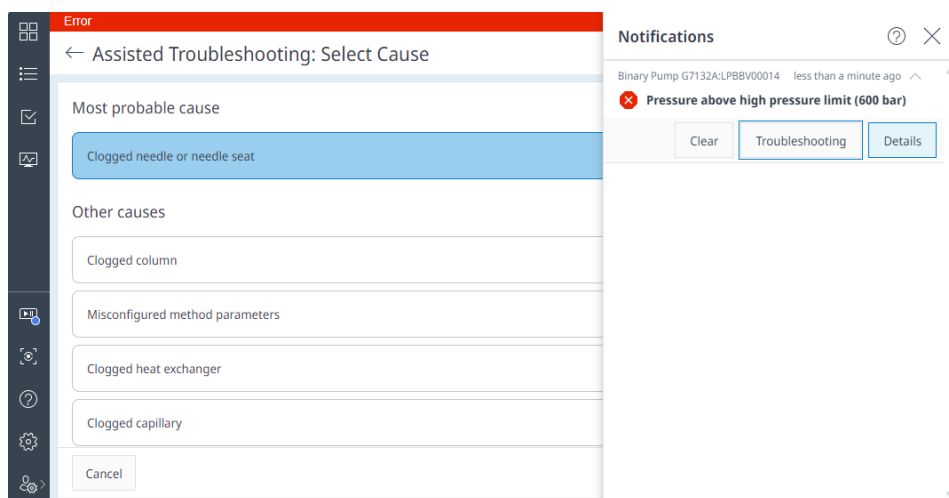 Error
← Assisted Troubleshooting: Select Cause
Most probable cause
Clogged needle or needle seat
Other causes
Clogged column
Misconfigured method parameters
Clogged heat exchanger
Clogged capillary
Cancel
Notifications
Binary Pump G7132A:LPBBV00014 less than a minute ago
Pressure above high pressure limit (600 bar)
Clear Troubleshooting Details